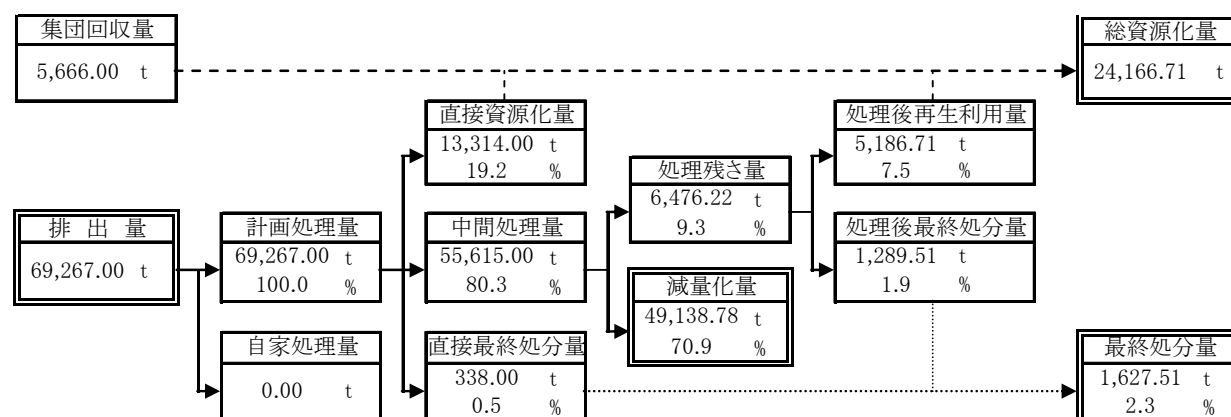 集団回収量
5,666.00 t
総資源化量
24,166.71 t
直接資源化量
13,314.00 t
19.2 %
処理後再生利用量
5,186.71 t
7.5 %
処理残さ量
6,476.22 t
9.3 %
排出量
69,267.00 t
計画処理量
69,267.00 t
100.0 %
中間処理量
55,615.00 t
80.3 %
処理後最終処分量
1,289.51 t
1.9 %
減量化量
49,138.78 t
70.9 %
自家処理量
0.00 t
直接最終処分量
338.00 t
0.5 %
最終処分量
1,627.51 t
2.3 %